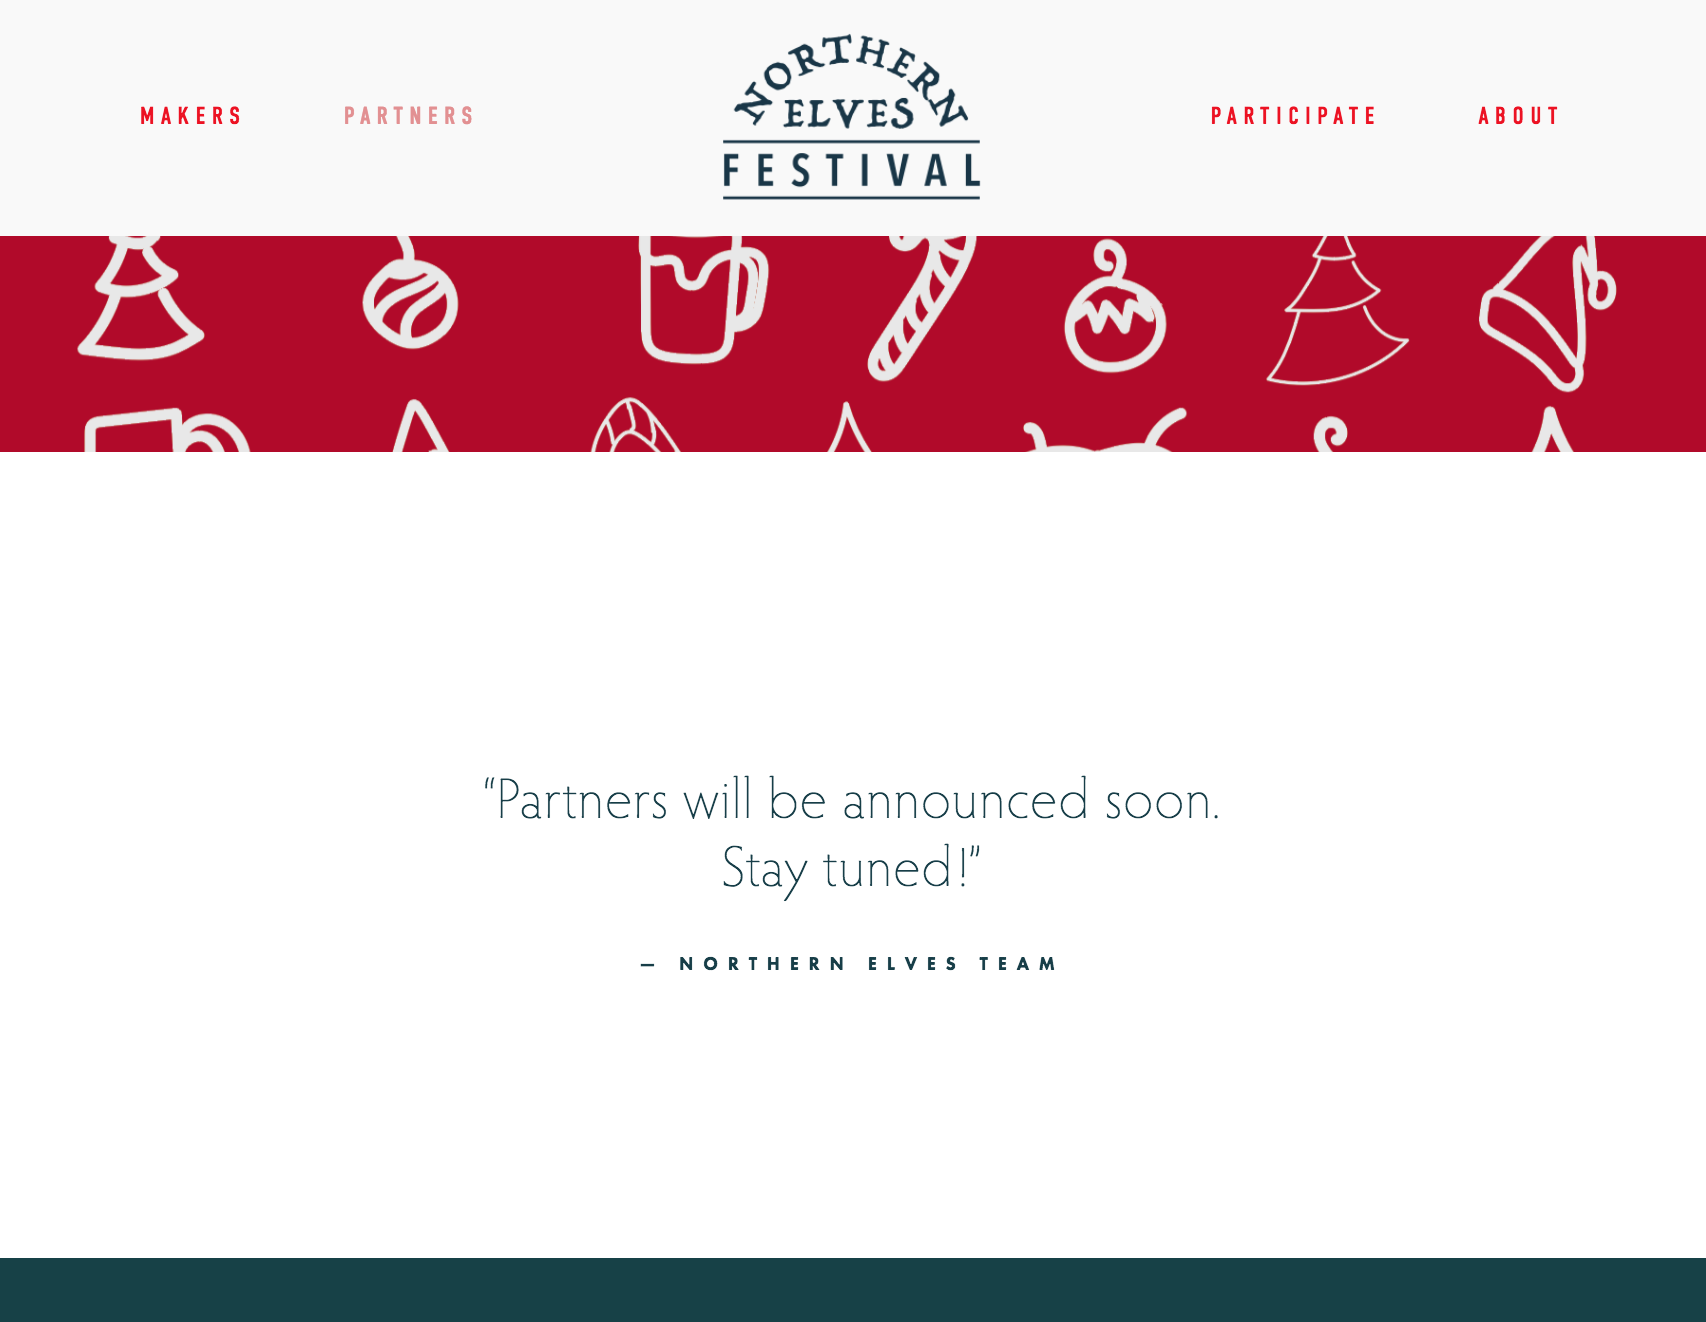 MAKERS
PARTNERS
NORTHERN
ELVES
FESTIVAL
PARTICIPATE
ABOUT
“Partners will be announced soon.
Stay tuned!”
— NORTHERN ELVES TEAM